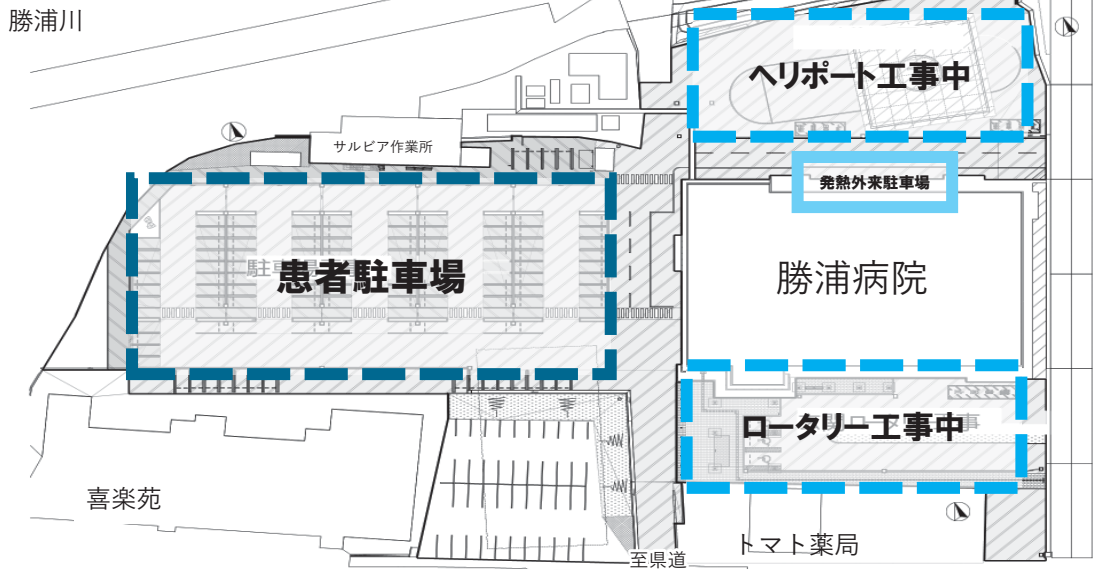 勝浦川
ヘリポート工事中
サルビア作業所
発熱外来駐車場
患者駐車場
勝浦病院
ロータリー工事中
喜楽苑
トマト薬局
至県道